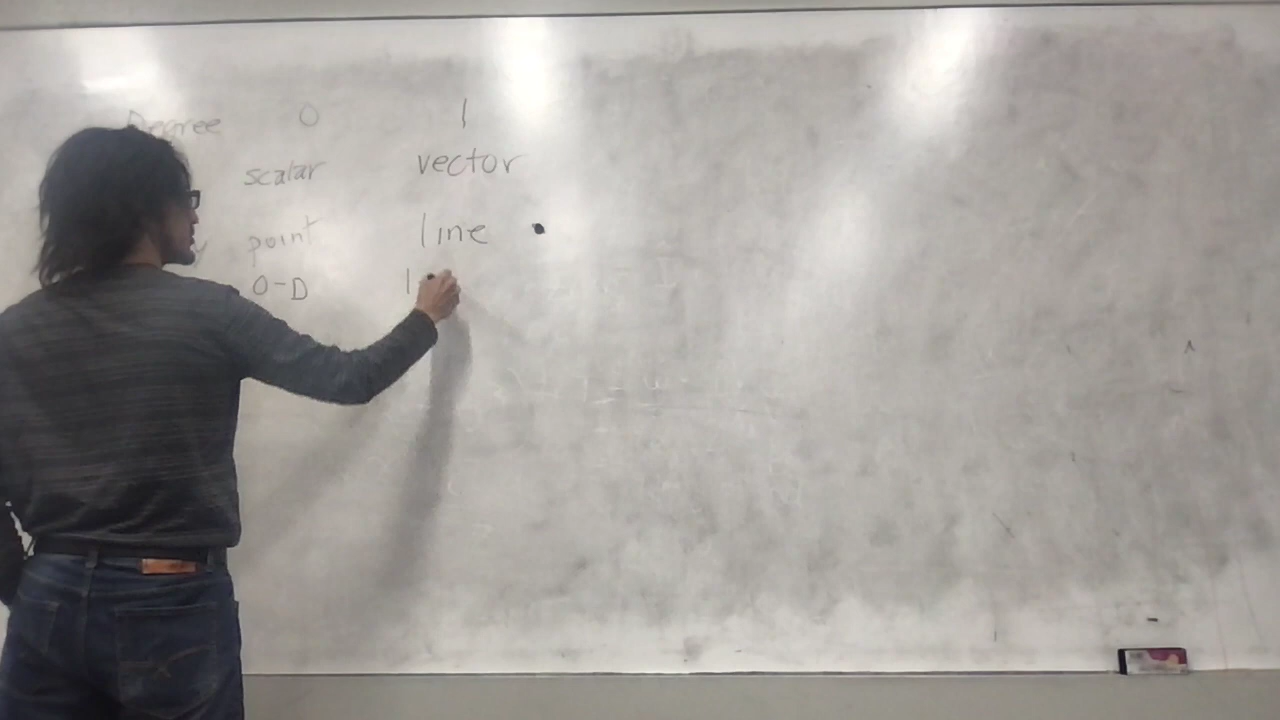 Degree 0 1
scalar vector
point line
0-D 1